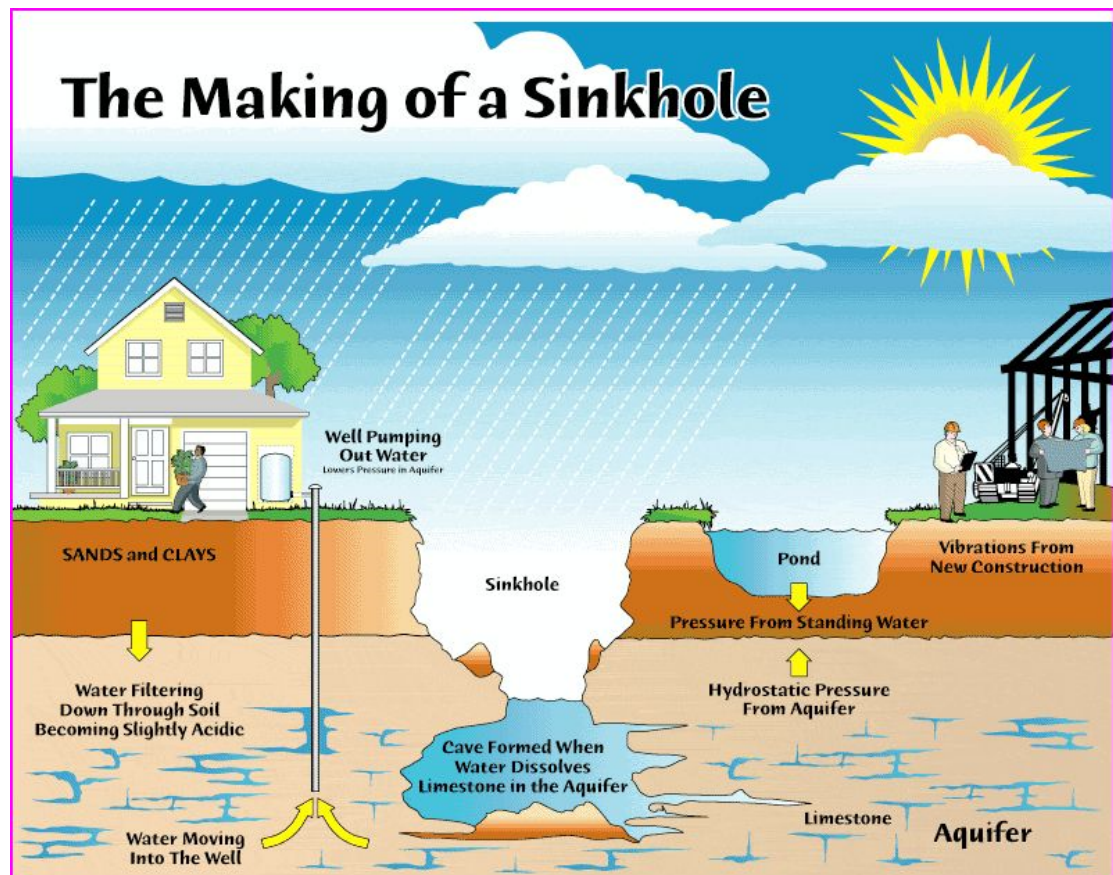 The Making of a Sinkhole
Well Pumping
Out Water
Lowers Pressure in Aquifer
SANDS and CLAYS
Sinkhole
Pond
Vibrations From
New Construction
Pressure From Standing Water
Water Filtering
Down Through Soil
Becoming Slightly Acidic
Hydrostatic Pressure
From Aquifer
Cave Formed When
Water Dissolves
Limestone in the Aquifer
Limestone
Aquifer
Water Moving
Into The Well